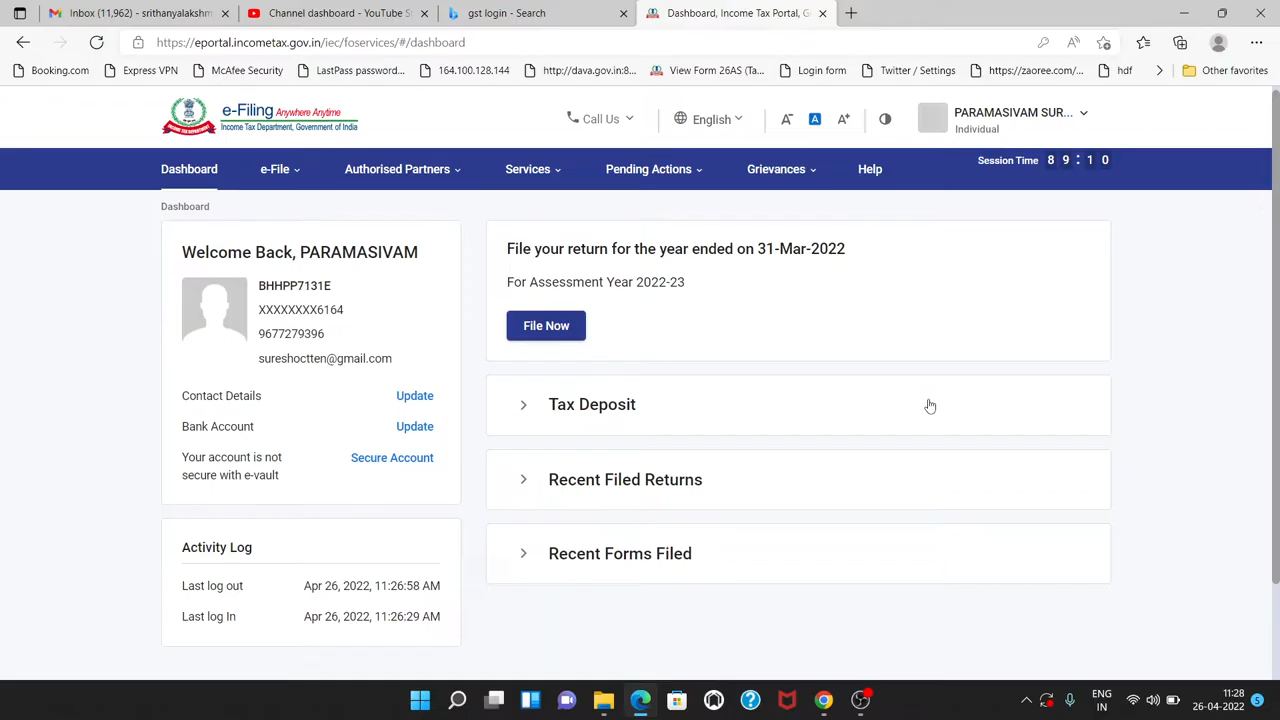 Inbox (11,962) - srithanyalakshm
Channel dashboard - YouTube S
gst login - Search
Dashboard, Income Tax Portal, G
https://eportal.incometax.gov.in/iec/foservices/#/dashboard
Booking.com
Express VPN
McAfee Security
LastPass password...
164.100.128.144
http://dava.gov.in:8...
View Form 26AS (Ta...
Login form
Twitter / Settings
https://zaoree.com/...
hdf
Other favorites
e-Filing Anywhere Anytime
Income Tax Department, Government of India
Call Us
English
A-
A
A+
PARAMASIVAM SUR...
Individual
Dashboard
e-File
Authorised Partners
Services
Pending Actions
Grievances
Help
Session Time 8 9 : 1 0
Dashboard
Welcome Back, PARAMASIVAM
BHHPP7131E
XXXXXXXX6164
9677279396
sureshoctten@gmail.com
Contact Details
Update
Bank Account
Update
Your account is not
secure with e-vault
Secure Account
Activity Log
Last log out
Apr 26, 2022, 11:26:58 AM
Last log In
Apr 26, 2022, 11:26:29 AM
File your return for the year ended on 31-Mar-2022
For Assessment Year 2022-23
File Now
Tax Deposit
Recent Filed Returns
Recent Forms Filed
ENG
IN
11:28
26-04-2022
5